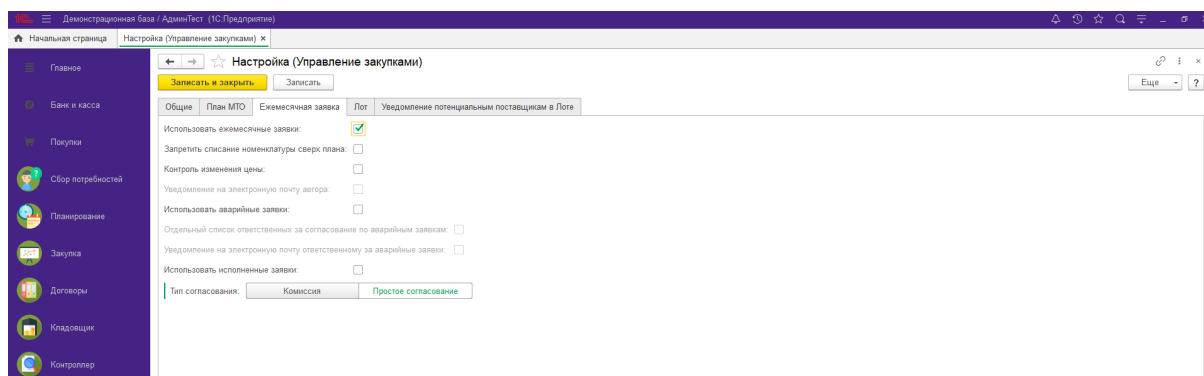 1С Демонстрационная база / АдминТест (1С:Предприятие)
Начальная страница Настройка (Управление закупками) ×
Главное
Банк и касса
Покупки
Сбор потребностей
Планирование
Закупка
Договоры
Кладовщик
Контроллер
Настройка (Управление закупками)
Записать и закрыть Записать Еще ?
Общие План МТО Ежемесячная заявка Лот Уведомление потенциальным поставщикам в Лоте
Использовать ежемесячные заявки:
Запретить списание номенклатуры сверх плана:
Контроль изменения цены:
Уведомление на электронную почту автора:
Использовать аварийные заявки:
Отдельный список ответственных за согласование по аварийным заявкам:
Уведомление на электронную почту ответственному за аварийные заявки:
Использовать исполненные заявки:
Тип согласования: Комиссия Простое согласование